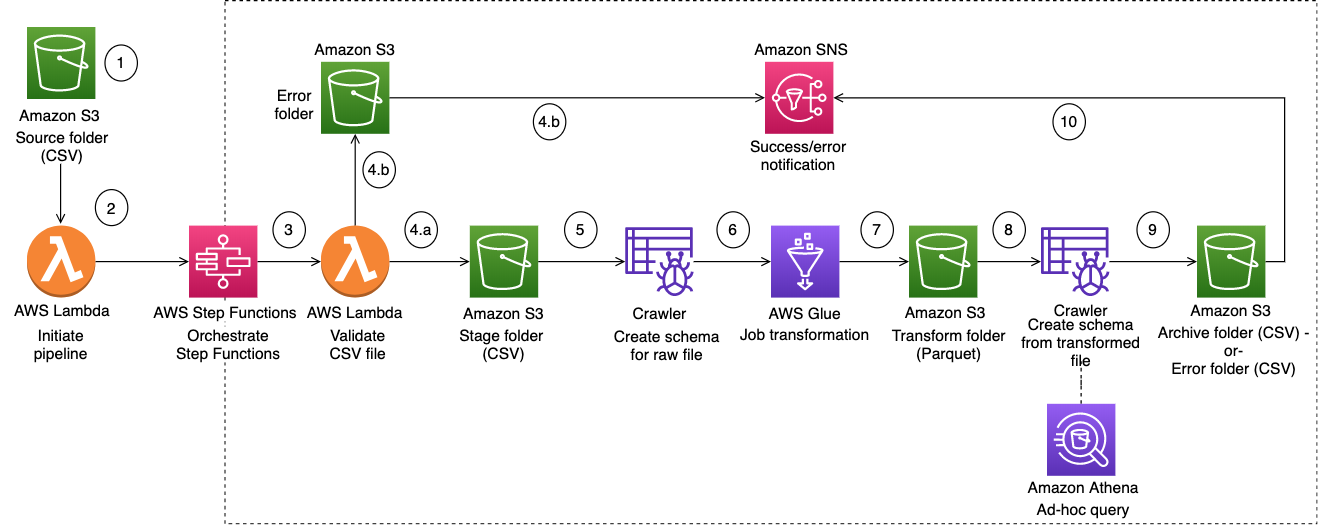 Amazon S3
Amazon SNS
1
Error
folder
Amazon S3
Source folder
(CSV)
4.b
10
Success/error
notification
4.b
2
3
4.a
5
6
7
8
9
AWS Lambda
Initiate
pipeline
AWS Step Functions
Orchestrate
Step Functions
AWS Lambda
Validate
CSV file
Amazon S3
Stage folder
(CSV)
Crawler
Create schema
for raw file
AWS Glue
Job transformation
Amazon S3
Transform folder
(Parquet)
Crawler
Create schema
from transformed
file
Amazon S3
Archive folder (CSV) -
or-
Error folder (CSV)
Amazon Athena
Ad-hoc query